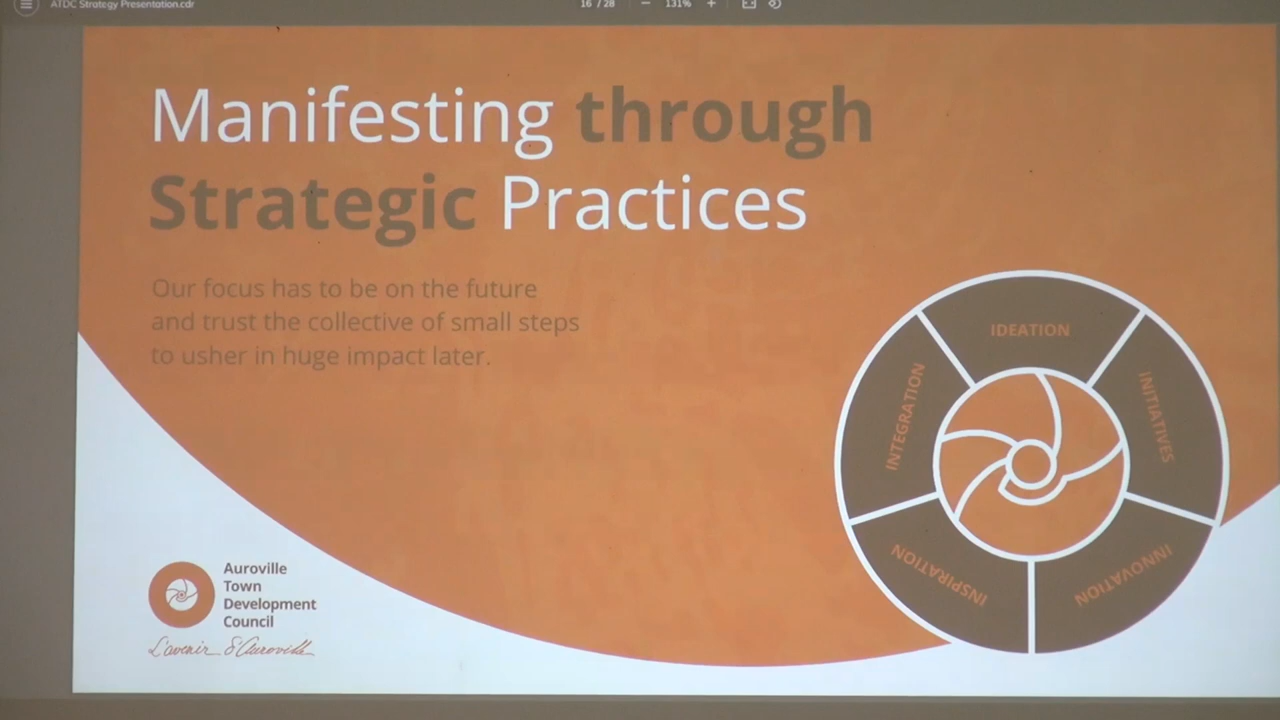 ATDC Strategy Presentation.cdr
16 / 28
131%
Manifesting through
Strategic Practices
Our focus has to be on the future
and trust the collective of small steps
to usher in huge impact later.
IDEATION
INITIATIVES
INNOVATION
INSPIRATION
INTEGRATION
Auroville
Town
Development
Council
L'avenir d'Auroville